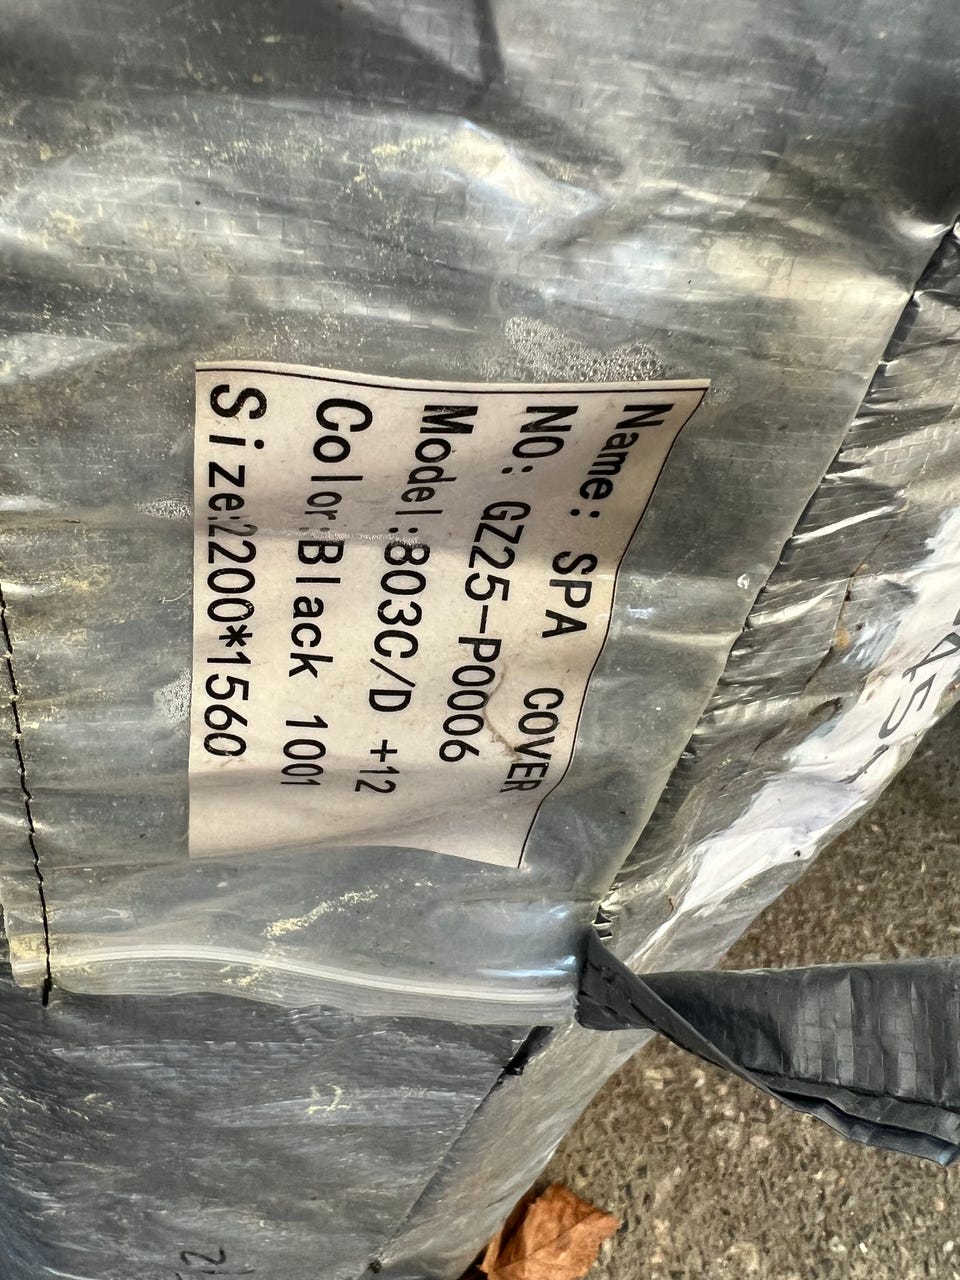 Name: SPA COVER
NO: GZ25-P0006
Model:803C/D +12
Color:Black 1001
Size:2200*1560